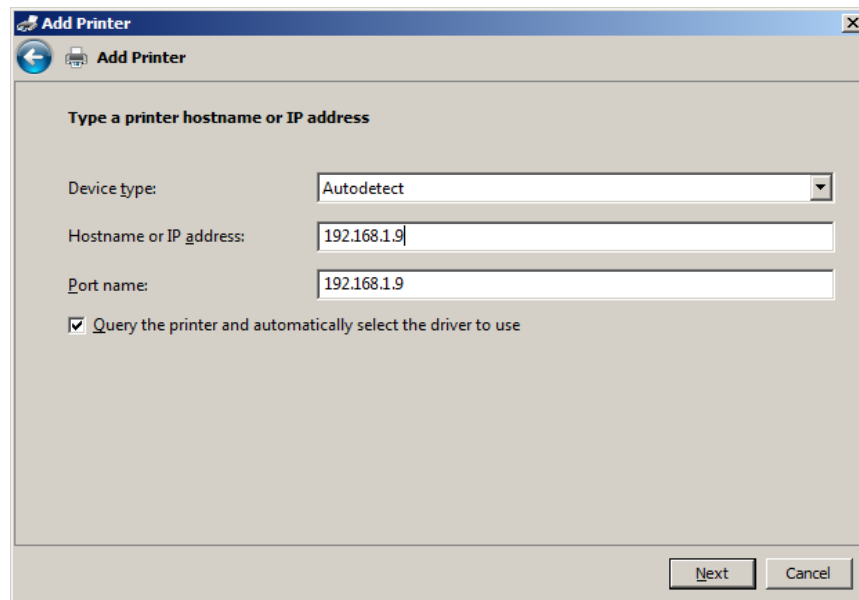 Add Printer
Add Printer
Type a printer hostname or IP address
Device type: Autodetect
Hostname or IP address: 192.168.1.9
Port name: 192.168.1.9
Query the printer and automatically select the driver to use
Next Cancel